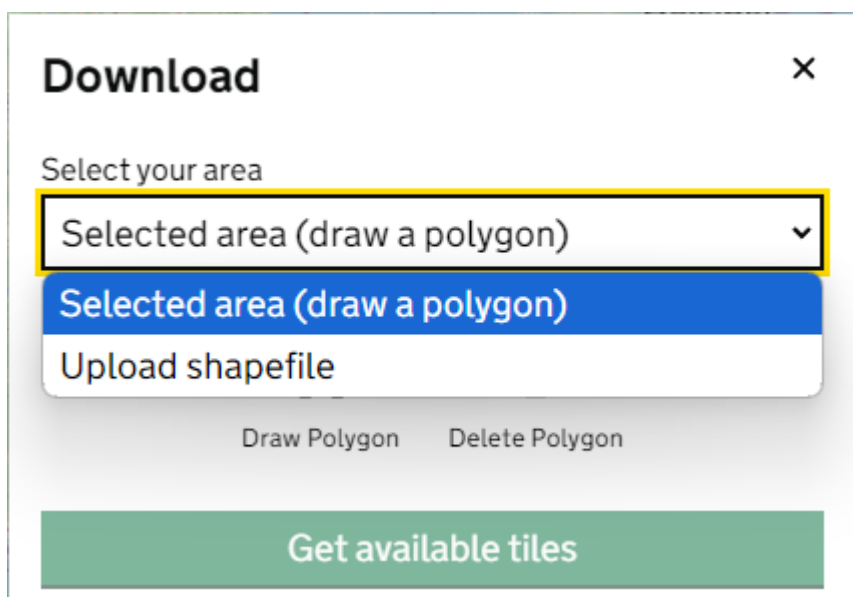 Download
Select your area
Selected area (draw a polygon)
Selected area (draw a polygon)
Upload shapefile
Draw Polygon Delete Polygon
Get available tiles